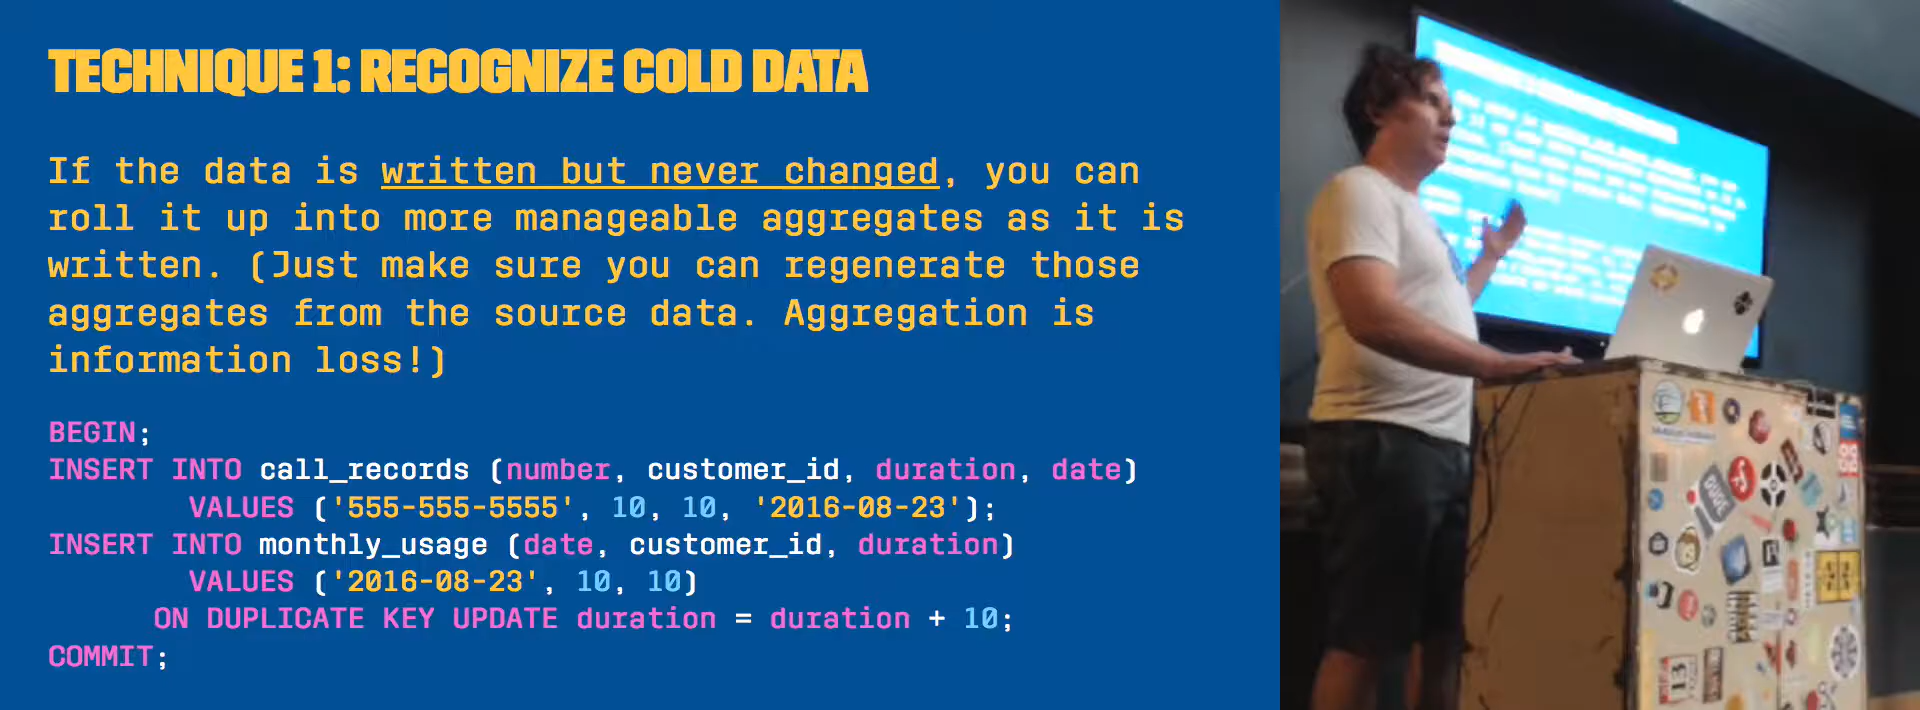 TECHNIQUE 1: RECOGNIZE COLD DATA
If the data is written but never changed, you can
roll it up into more manageable aggregates as it is
written. (Just make sure you can regenerate those
aggregates from the source data. Aggregation is
information loss!)
BEGIN;
INSERT INTO call_records (number, customer_id, duration, date)
VALUES ('555-555-5555', 10, 10, '2016-08-23');
INSERT INTO monthly_usage (date, customer_id, duration)
VALUES ('2016-08-23', 10, 10)
ON DUPLICATE KEY UPDATE duration = duration + 10;
COMMIT;
DUDE
13